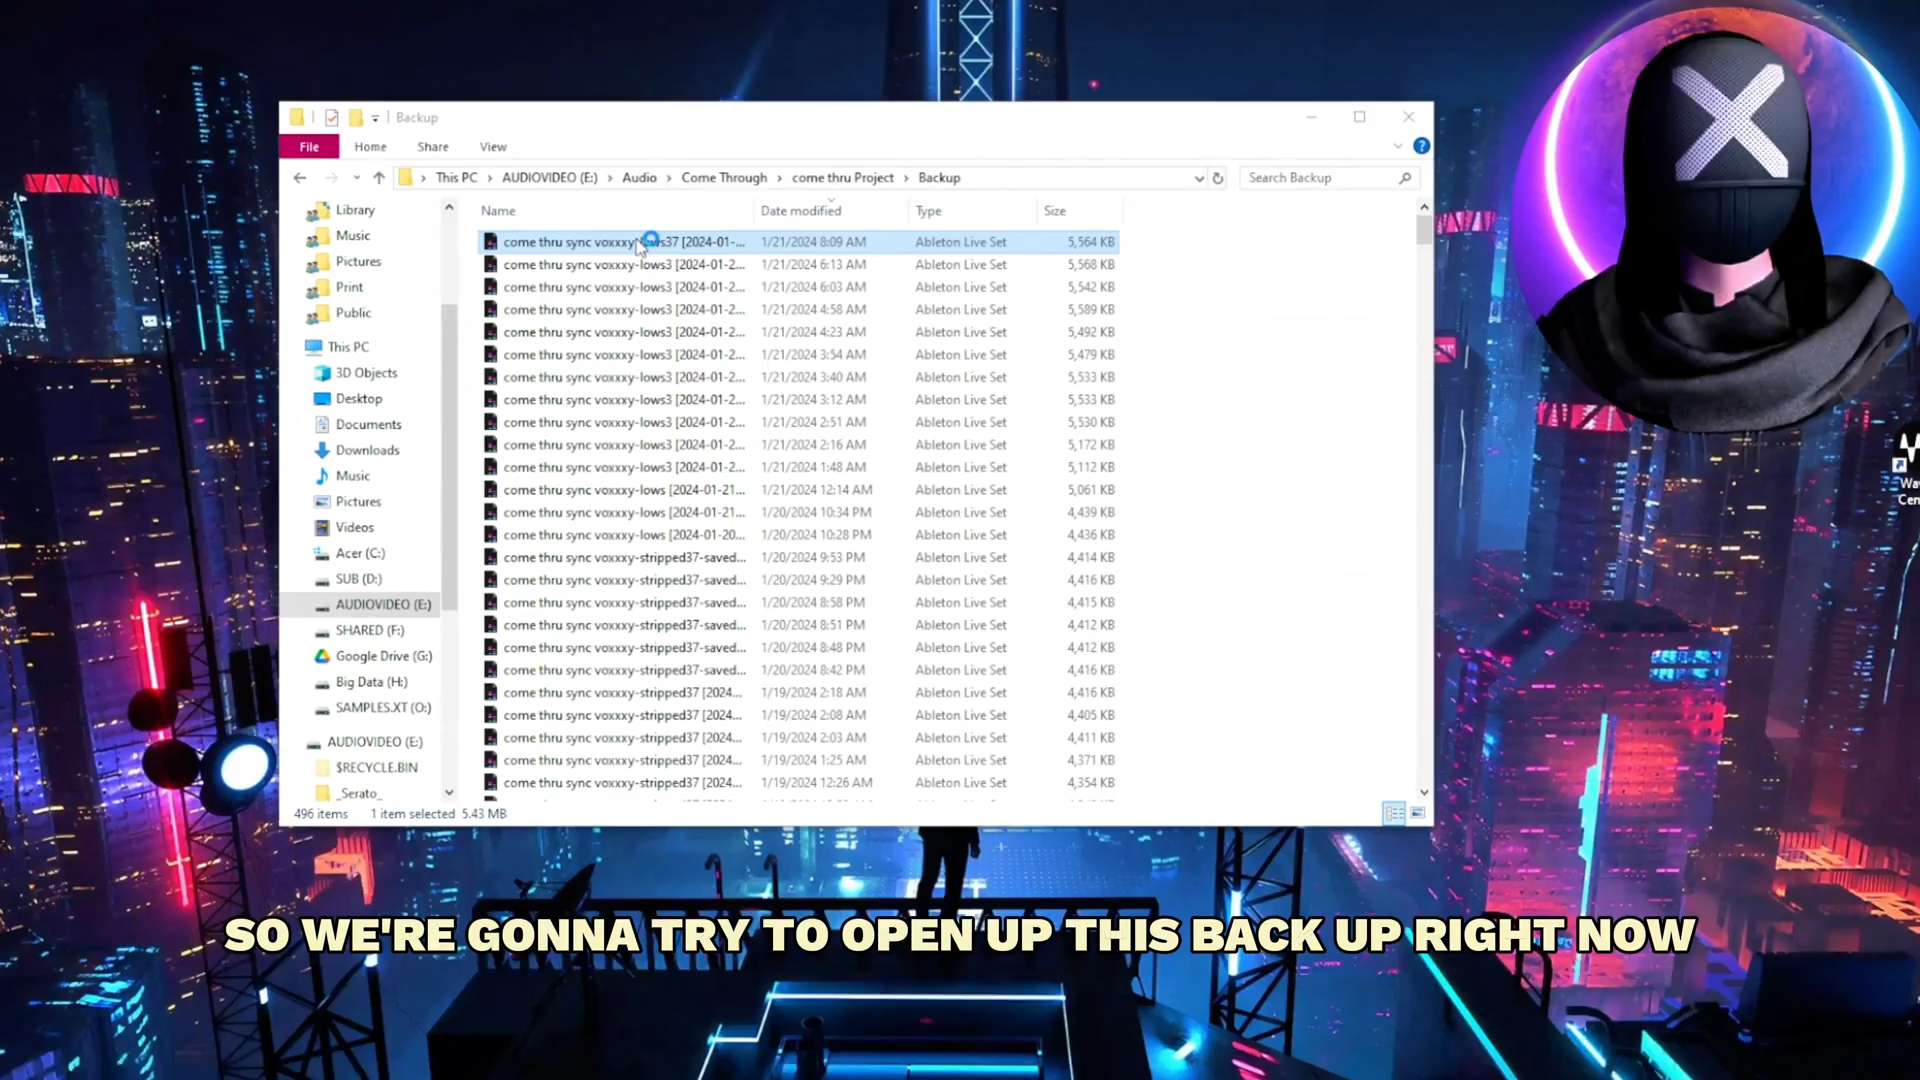 Backup
File Home Share View
This PC > AUDIOVIDEO (E:) > Audio > Come Through > come thru Project > Backup
Search Backup
Name Date modified Type Size
Library
Music
Pictures
Print
Public
This PC
3D Objects
Desktop
Documents
Downloads
Music
Pictures
Videos
Acer (C:)
SUB (D:)
AUDIOVIDEO (E:)
SHARED (F:)
Google Drive (G:)
Big Data (H:)
SAMPLES.XT (O:)
AUDIOVIDEO (E:)
$RECYCLE.BIN
_Serato_
come thru sync voxxxy-lows37 [2024-01-... 1/21/2024 8:09 AM Ableton Live Set 5,564 KB
come thru sync voxxxy-lows3 [2024-01-2... 1/21/2024 6:13 AM Ableton Live Set 5,568 KB
come thru sync voxxxy-lows3 [2024-01-2... 1/21/2024 6:03 AM Ableton Live Set 5,542 KB
come thru sync voxxxy-lows3 [2024-01-2... 1/21/2024 4:58 AM Ableton Live Set 5,589 KB
come thru sync voxxxy-lows3 [2024-01-2... 1/21/2024 4:23 AM Ableton Live Set 5,492 KB
come thru sync voxxxy-lows3 [2024-01-2... 1/21/2024 3:54 AM Ableton Live Set 5,479 KB
come thru sync voxxxy-lows3 [2024-01-2... 1/21/2024 3:40 AM Ableton Live Set 5,533 KB
come thru sync voxxxy-lows3 [2024-01-2... 1/21/2024 3:12 AM Ableton Live Set 5,533 KB
come thru sync voxxxy-lows3 [2024-01-2... 1/21/2024 2:51 AM Ableton Live Set 5,530 KB
come thru sync voxxxy-lows3 [2024-01-2... 1/21/2024 2:16 AM Ableton Live Set 5,172 KB
come thru sync voxxxy-lows3 [2024-01-2... 1/21/2024 1:48 AM Ableton Live Set 5,112 KB
come thru sync voxxxy-lows [2024-01-21... 1/21/2024 12:14 AM Ableton Live Set 5,061 KB
come thru sync voxxxy-lows [2024-01-21... 1/20/2024 10:34 PM Ableton Live Set 4,439 KB
come thru sync voxxxy-lows [2024-01-20... 1/20/2024 10:28 PM Ableton Live Set 4,436 KB
come thru sync voxxxy-stripped37-saved... 1/20/2024 9:53 PM Ableton Live Set 4,414 KB
come thru sync voxxxy-stripped37-saved... 1/20/2024 9:29 PM Ableton Live Set 4,416 KB
come thru sync voxxxy-stripped37-saved... 1/20/2024 8:58 PM Ableton Live Set 4,415 KB
come thru sync voxxxy-stripped37-saved... 1/20/2024 8:51 PM Ableton Live Set 4,412 KB
come thru sync voxxxy-stripped37-saved... 1/20/2024 8:48 PM Ableton Live Set 4,412 KB
come thru sync voxxxy-stripped37-saved... 1/20/2024 8:42 PM Ableton Live Set 4,416 KB
come thru sync voxxxy-stripped37 [2024... 1/19/2024 2:18 AM Ableton Live Set 4,416 KB
come thru sync voxxxy-stripped37 [2024... 1/19/2024 2:08 AM Ableton Live Set 4,405 KB
come thru sync voxxxy-stripped37 [2024... 1/19/2024 2:03 AM Ableton Live Set 4,411 KB
come thru sync voxxxy-stripped37 [2024... 1/19/2024 1:25 AM Ableton Live Set 4,371 KB
come thru sync voxxxy-stripped37 [2024... 1/19/2024 12:26 AM Ableton Live Set 4,354 KB
496 items 1 item selected 5.43 MB
Wav
Cen
SO WE'RE GONNA TRY TO OPEN UP THIS BACK UP RIGHT NOW